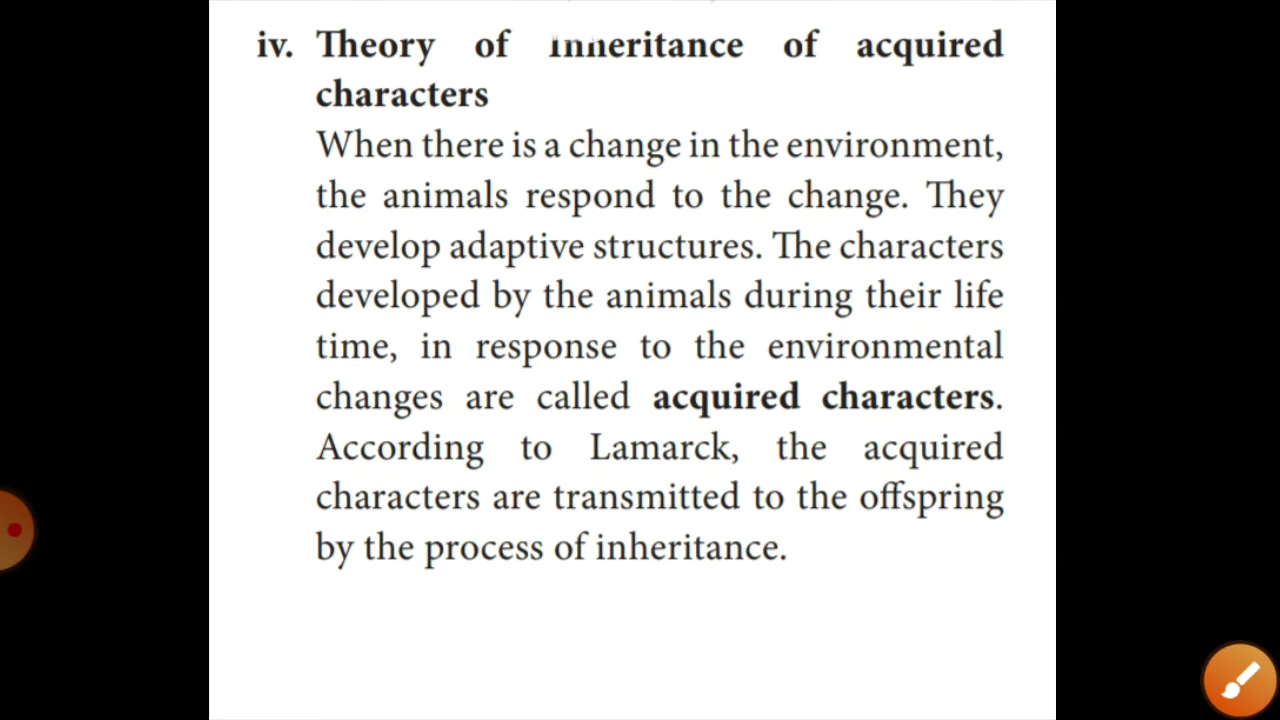 iv. Theory of Inheritance of acquired
characters
When there is a change in the environment,
the animals respond to the change. They
develop adaptive structures. The characters
developed by the animals during their life
time, in response to the environmental
changes are called acquired characters.
According to Lamarck, the acquired
characters are transmitted to the offspring
by the process of inheritance.